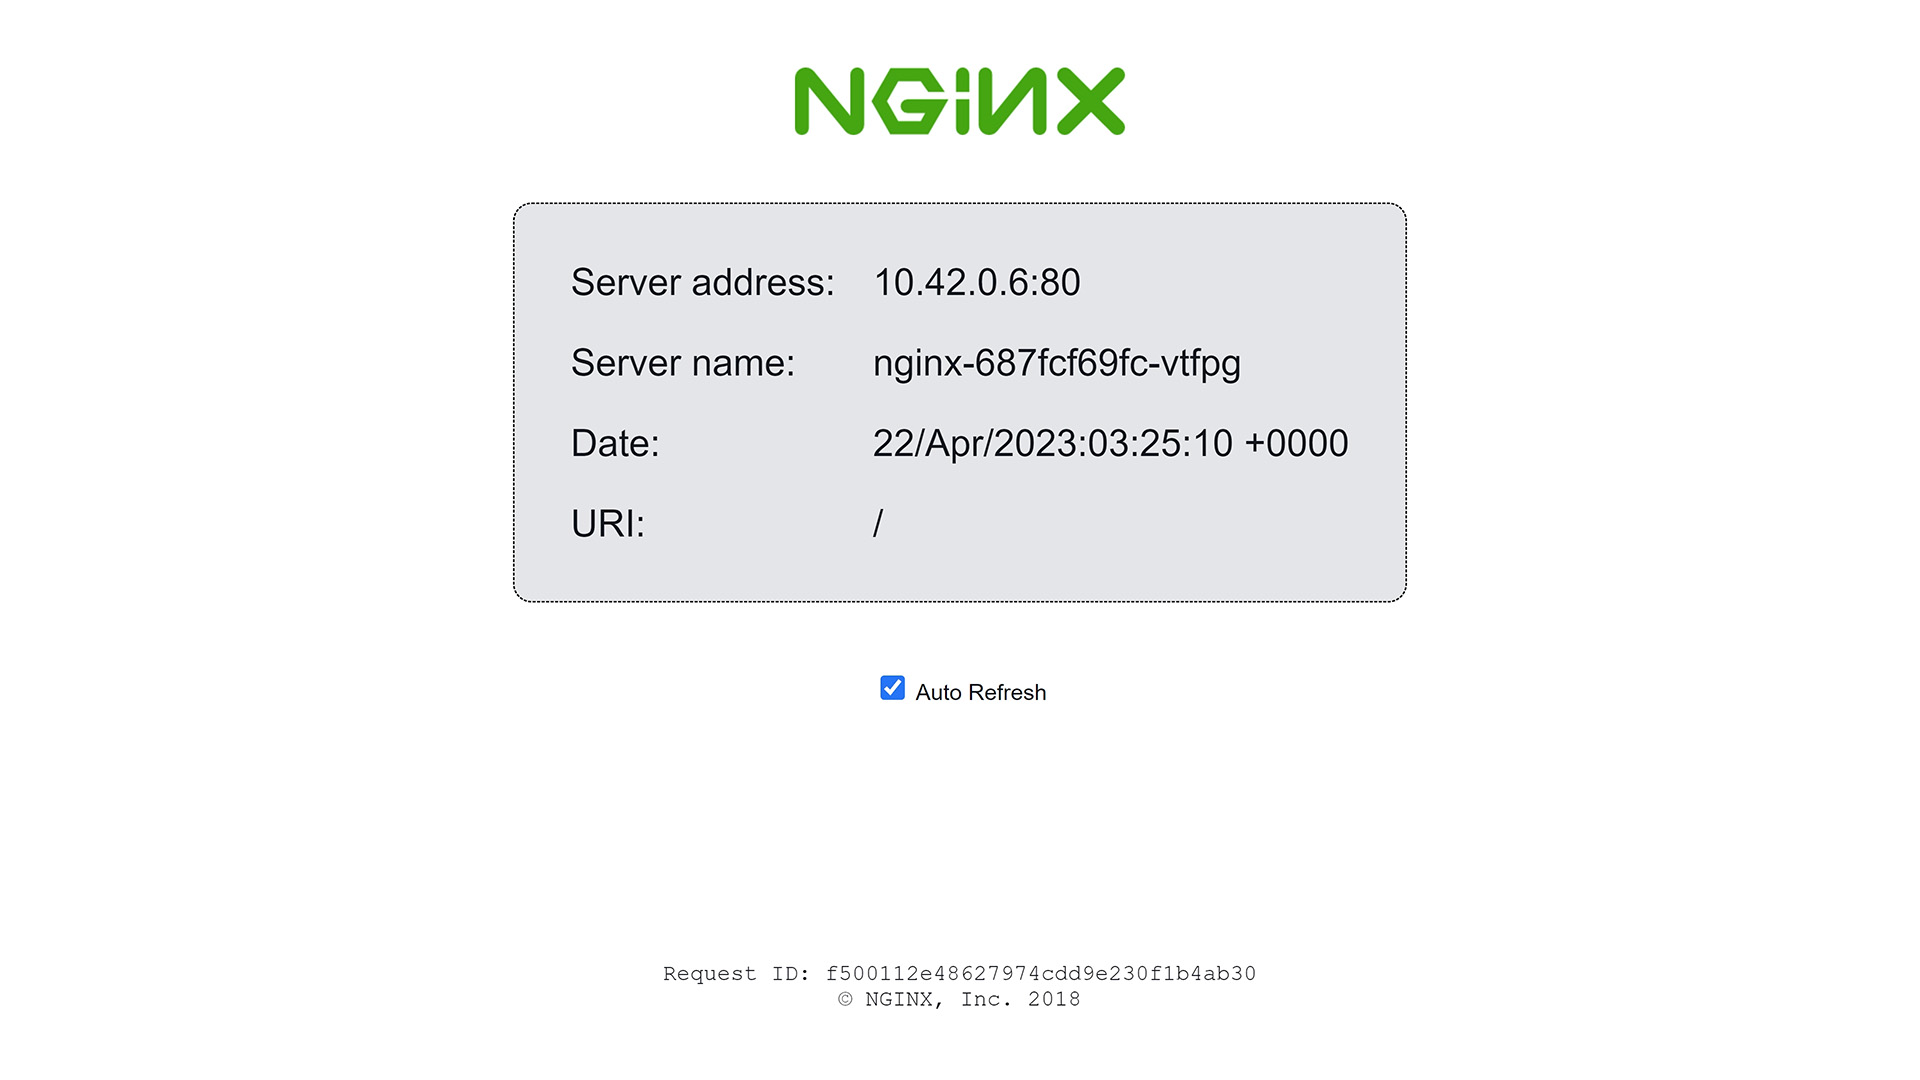 NGINX
Server address: 10.42.0.6:80
Server name: nginx-687fcf69fc-vtfpg
Date: 22/Apr/2023:03:25:10 +0000
URI: /
Auto Refresh
Request ID: f500112e48627974cdd9e230f1b4ab30
© NGINX, Inc. 2018